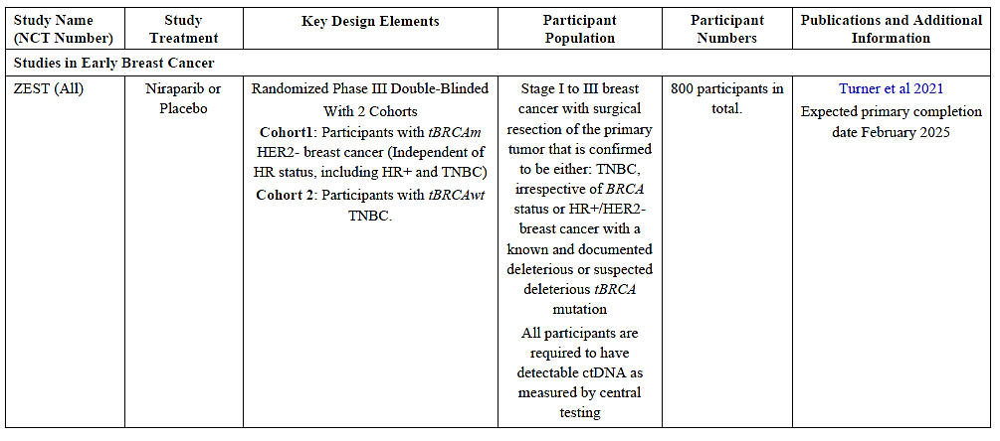 Study Name
(NCT Number)
Study
Treatment
Key Design Elements
Participant
Population
Participant
Numbers
Publications and Additional
Information
Studies in Early Breast Cancer
ZEST (All)
Niraparib or
Placebo
Randomized Phase III Double-Blinded
With 2 Cohorts
Cohort1: Participants with tBRCAm
HER2- breast cancer (Independent of
HR status, including HR+ and TNBC)
Cohort 2: Participants with tBRCAwt
TNBC.
Stage I to III breast
cancer with surgical
resection of the primary
tumor that is confirmed
to be either: TNBC,
irrespective of BRCA
status or HR+/HER2-
breast cancer with a
known and documented
deleterious or suspected
deleterious tBRCA
mutation
All participants are
required to have
detectable ctDNA as
measured by central
testing
800 participants in
total.
Turner et al 2021
Expected primary completion
date February 2025